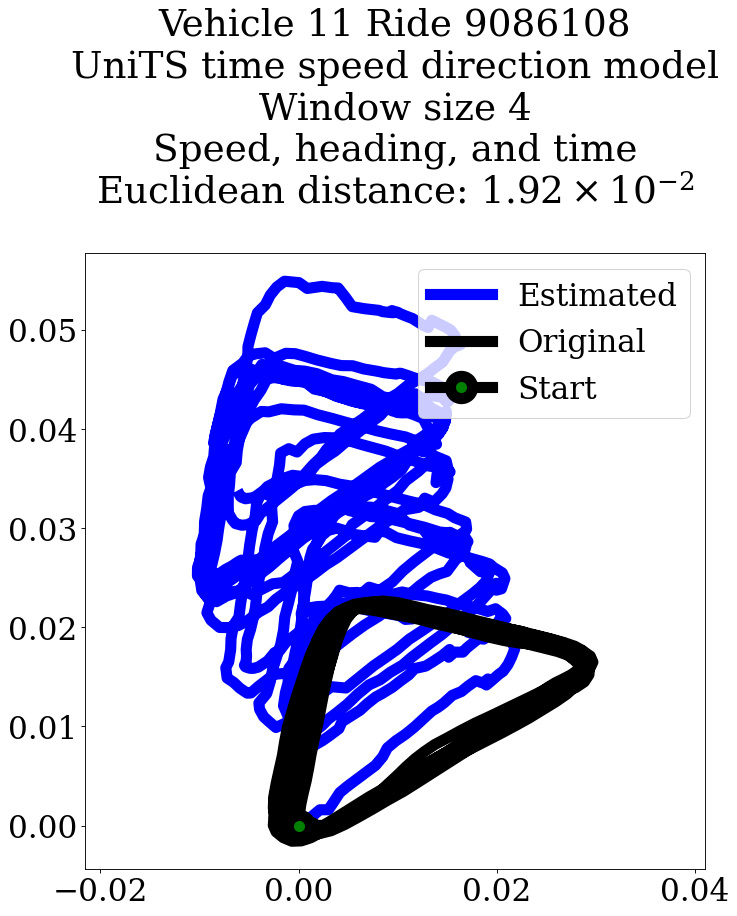 Vehicle 11 Ride 9086108
UniTS time speed direction model
Window size 4
Speed, heading, and time
Euclidean distance: 1.92 × 10⁻²
Estimated
Original
Start
0.05
0.04
0.03
0.02
0.01
0.00
−0.02 0.00 0.02 0.04